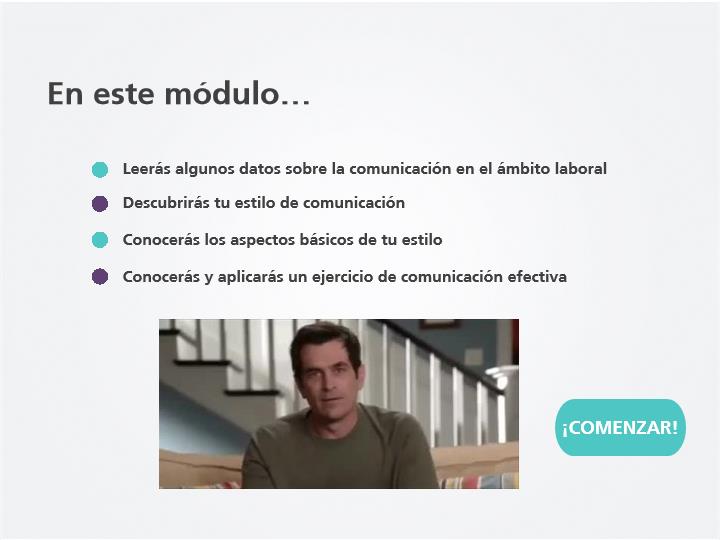 En este módulo...
Leerás algunos datos sobre la comunicación en el ámbito laboral
Descubrirás tu estilo de comunicación
Conocerás los aspectos básicos de tu estilo
Conocerás y aplicarás un ejercicio de comunicación efectiva
¡COMENZAR!